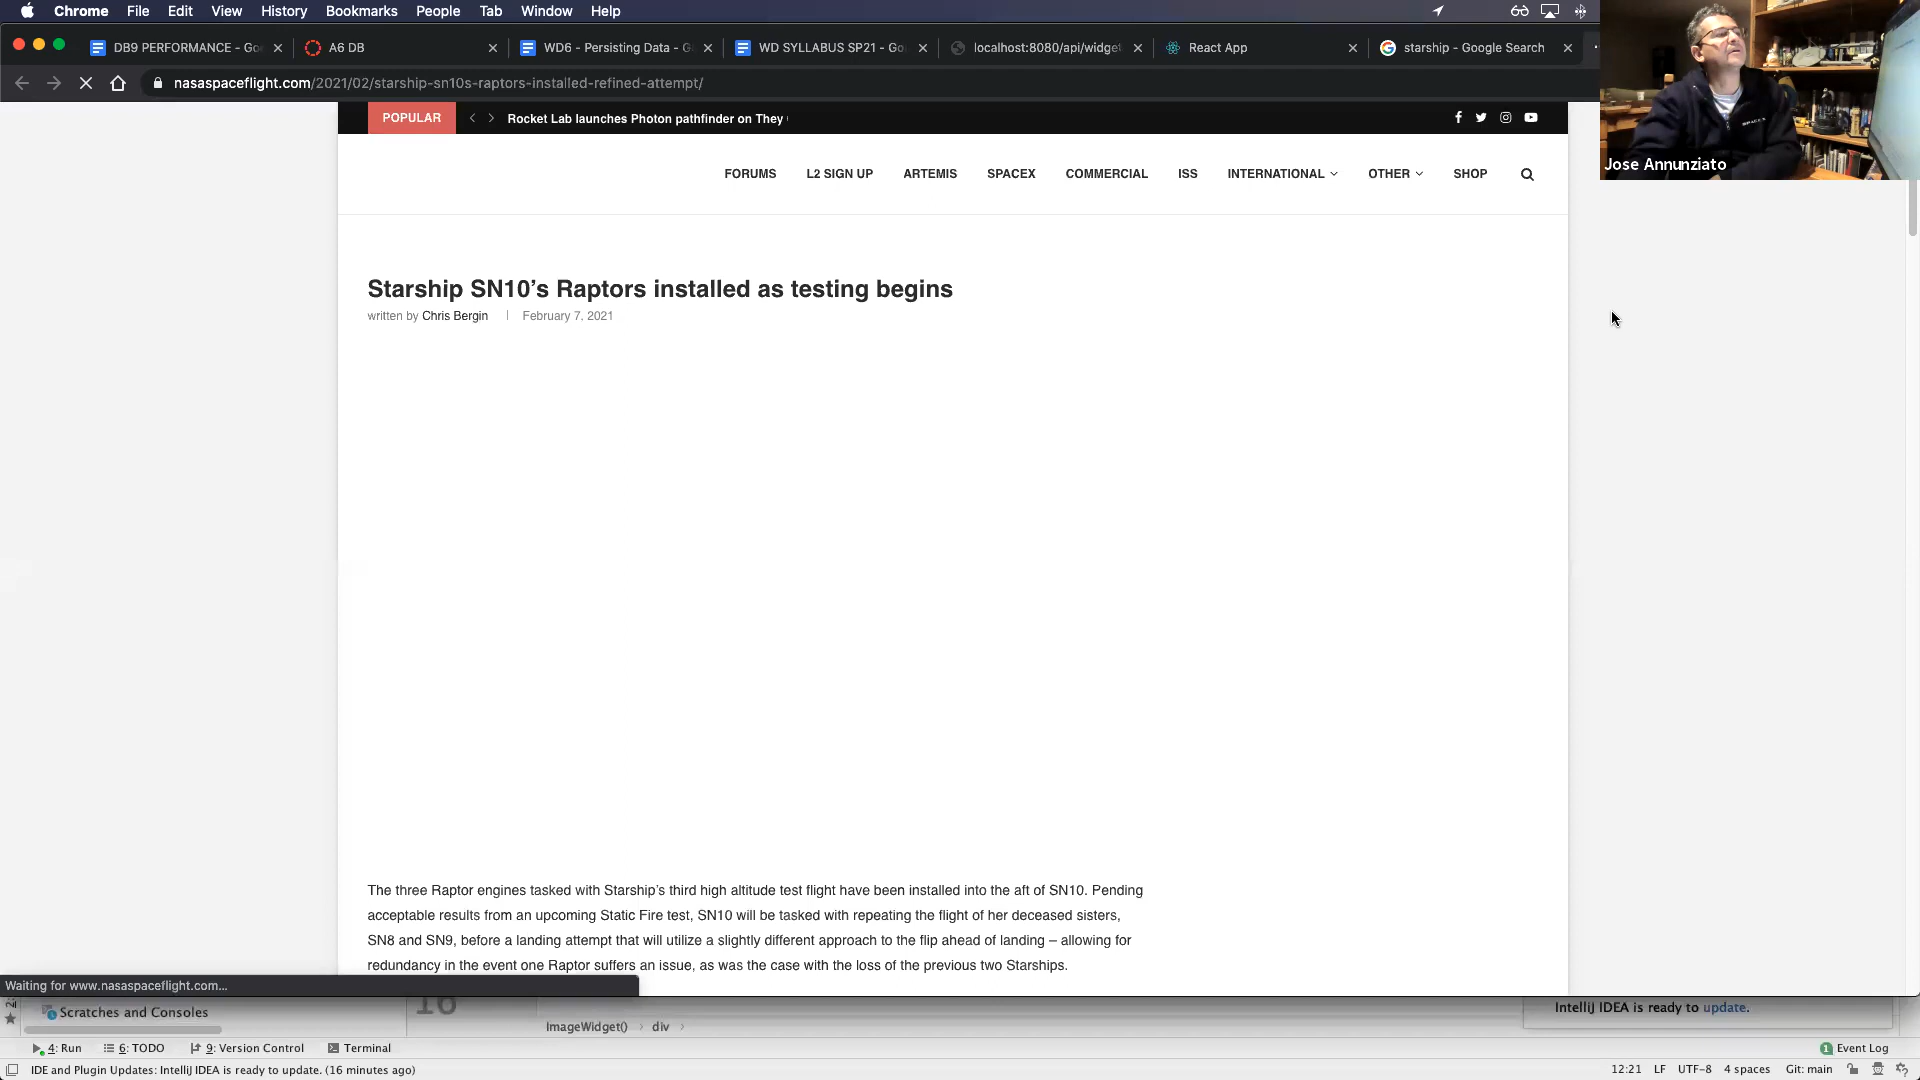 Chrome File Edit View History Bookmarks People Tab Window Help
DB9 PERFORMANCE - Go
A6 DB
WD6 - Persisting Data - G
WD SYLLABUS SP21 - Go
localhost:8080/api/widge
React App
starship - Google Search
nasaspaceflight.com/2021/02/starship-sn10s-raptors-installed-refined-attempt/
POPULAR
Rocket Lab launches Photon pathfinder on They
Jose Annunziato
FORUMS L2 SIGN UP ARTEMIS SPACEX COMMERCIAL ISS INTERNATIONAL OTHER SHOP
Starship SN10’s Raptors installed as testing begins
written by Chris Bergin February 7, 2021
The three Raptor engines tasked with Starship’s third high altitude test flight have been installed into the aft of SN10. Pending
acceptable results from an upcoming Static Fire test, SN10 will be tasked with repeating the flight of her deceased sisters,
SN8 and SN9, before a landing attempt that will utilize a slightly different approach to the flip ahead of landing – allowing for
redundancy in the event one Raptor suffers an issue, as was the case with the loss of the previous two Starships.
Waiting for www.nasaspaceflight.com...
Scratches and Consoles
16
ImageWidget() div
IntelliJ IDEA is ready to update.
4: Run 6: TODO 9: Version Control Terminal
1 Event Log
IDE and Plugin Updates: IntelliJ IDEA is ready to update. (16 minutes ago)
12:21 LF UTF-8 4 spaces Git: main